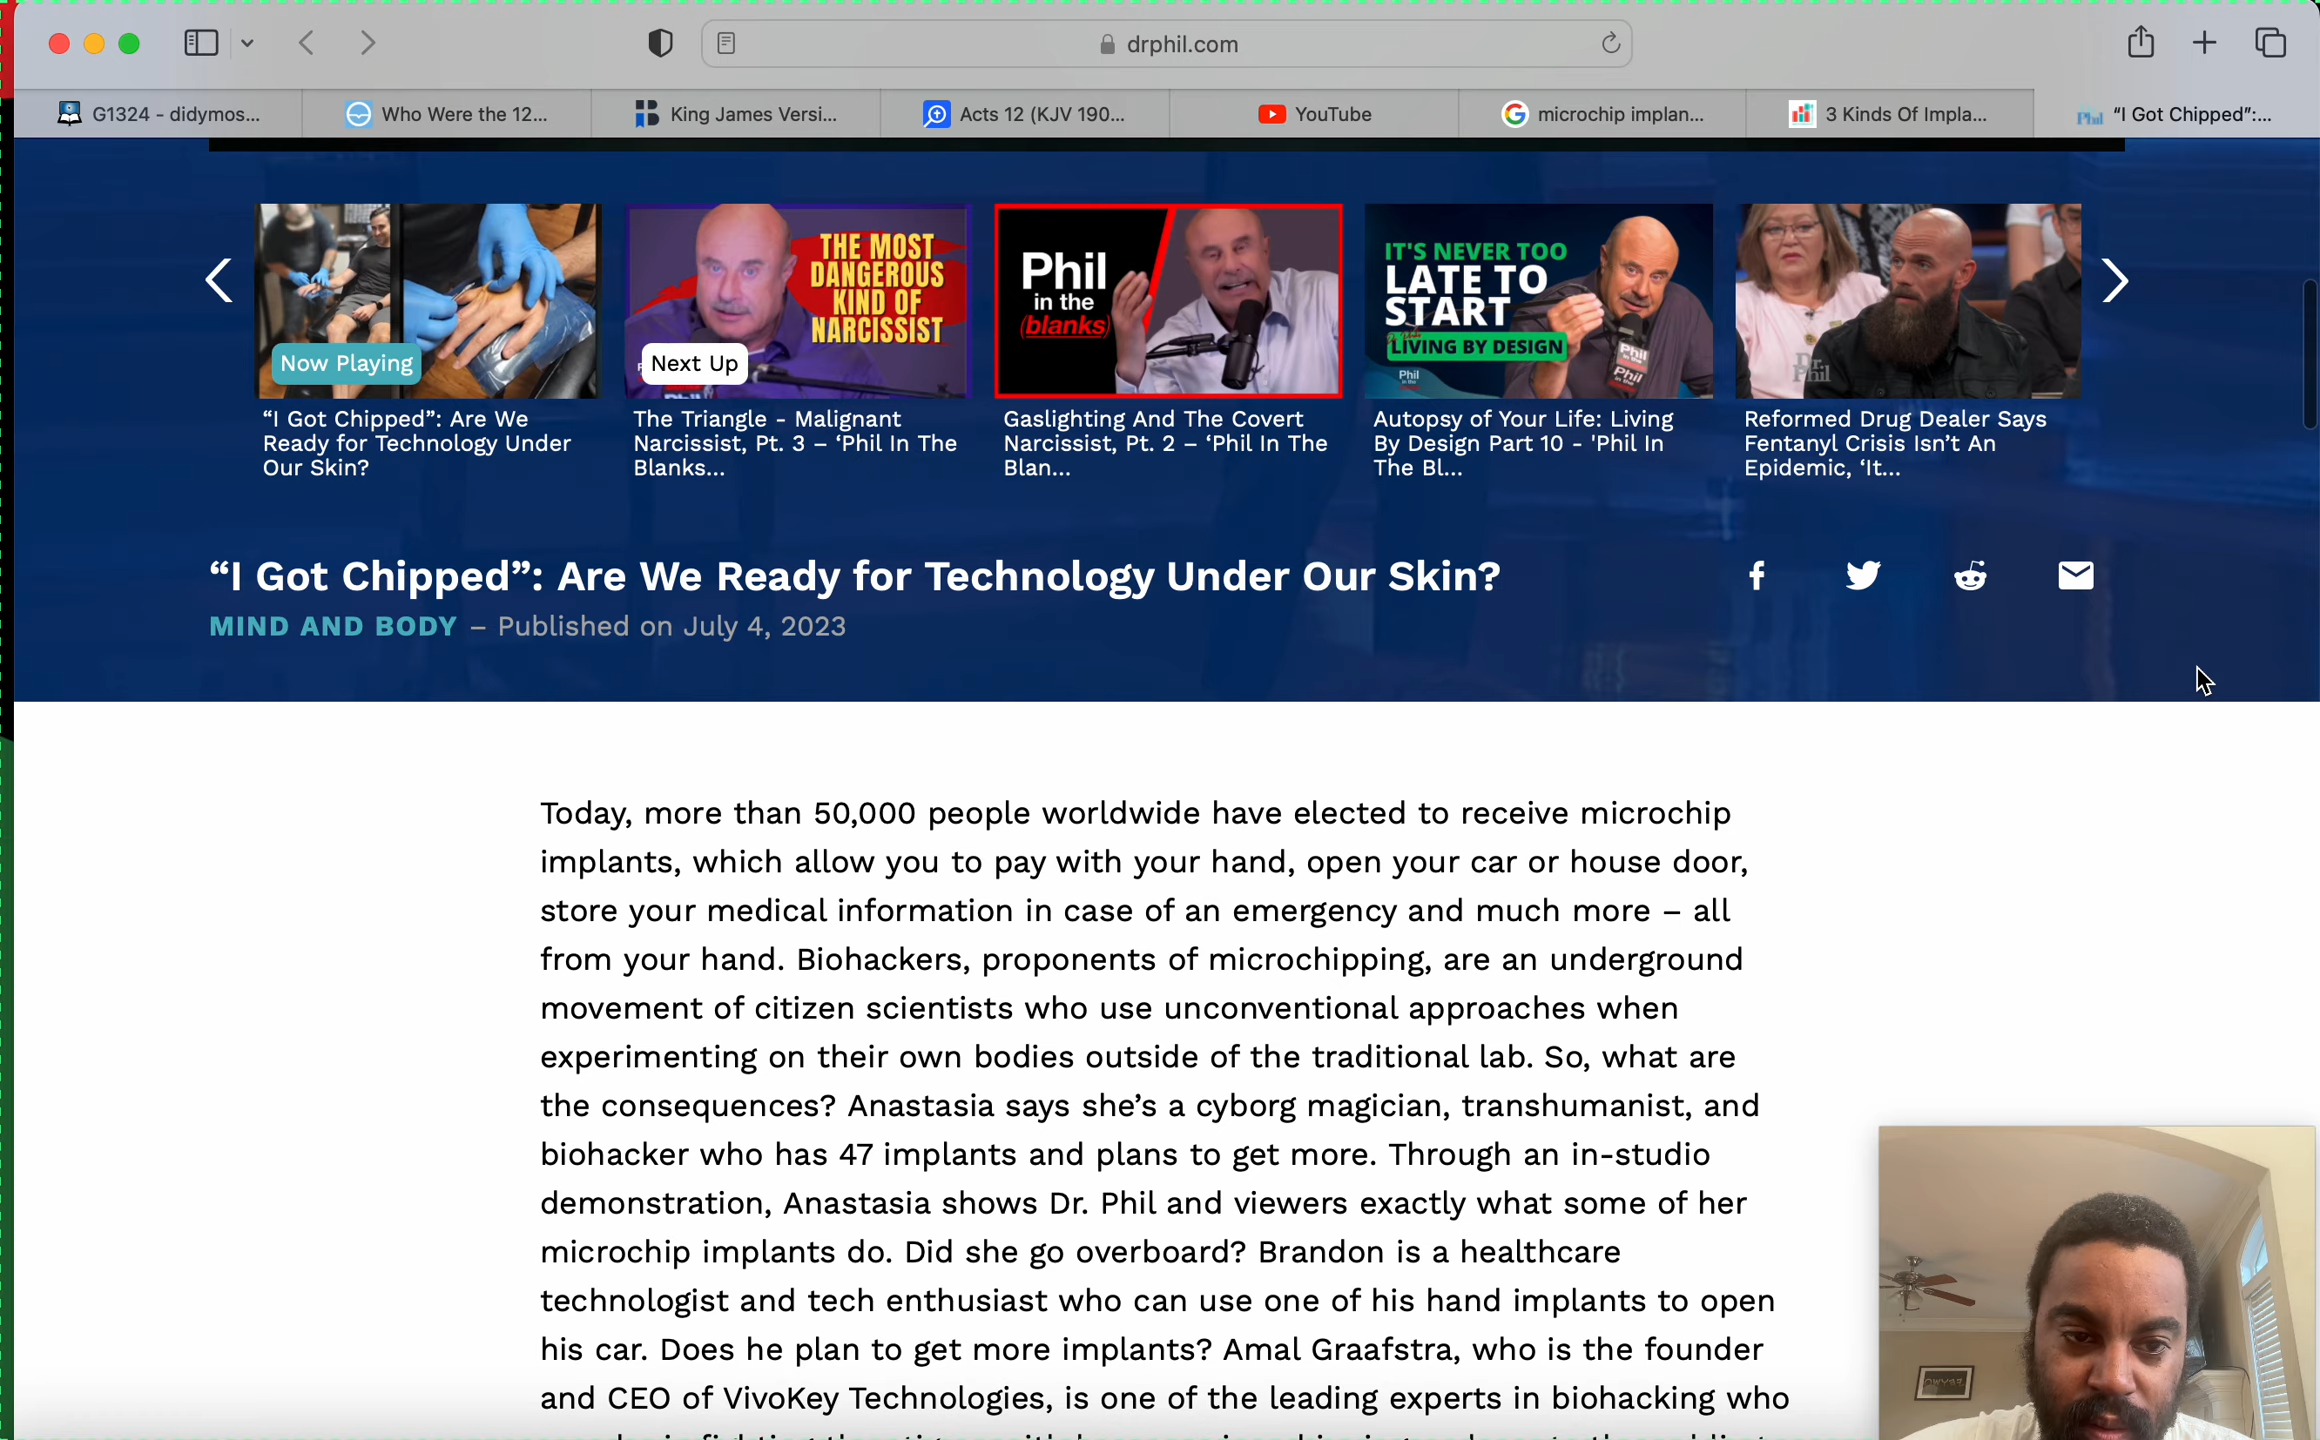 drphil.com
G1324 - didymos...
Who Were the 12...
King James Versi...
Acts 12 (KJV 190...
YouTube
microchip implan...
3 Kinds Of Impla...
Phil
“I Got Chipped”:...
Now Playing
“I Got Chipped”: Are We
Ready for Technology Under
Our Skin?
THE MOST
DANGEROUS
KIND OF
NARCISSIST
Next Up
The Triangle - Malignant
Narcissist, Pt. 3 – ‘Phil In The
Blanks...
Phil
in the
(blanks)
Gaslighting And The Covert
Narcissist, Pt. 2 – ‘Phil In The
Blan...
IT'S NEVER TOO
LATE TO
START
LIVING BY DESIGN
Phil
Phil
Autopsy of Your Life: Living
By Design Part 10 - 'Phil In
The Bl...
Dr.
Phil
Reformed Drug Dealer Says
Fentanyl Crisis Isn’t An
Epidemic, ‘It...
“I Got Chipped”: Are We Ready for Technology Under Our Skin?
MIND AND BODY – Published on July 4, 2023
Today, more than 50,000 people worldwide have elected to receive microchip
implants, which allow you to pay with your hand, open your car or house door,
store your medical information in case of an emergency and much more – all
from your hand. Biohackers, proponents of microchipping, are an underground
movement of citizen scientists who use unconventional approaches when
experimenting on their own bodies outside of the traditional lab. So, what are
the consequences? Anastasia says she’s a cyborg magician, transhumanist, and
biohacker who has 47 implants and plans to get more. Through an in-studio
demonstration, Anastasia shows Dr. Phil and viewers exactly what some of her
microchip implants do. Did she go overboard? Brandon is a healthcare
technologist and tech enthusiast who can use one of his hand implants to open
his car. Does he plan to get more implants? Amal Graafstra, who is the founder
and CEO of VivoKey Technologies, is one of the leading experts in biohacking who